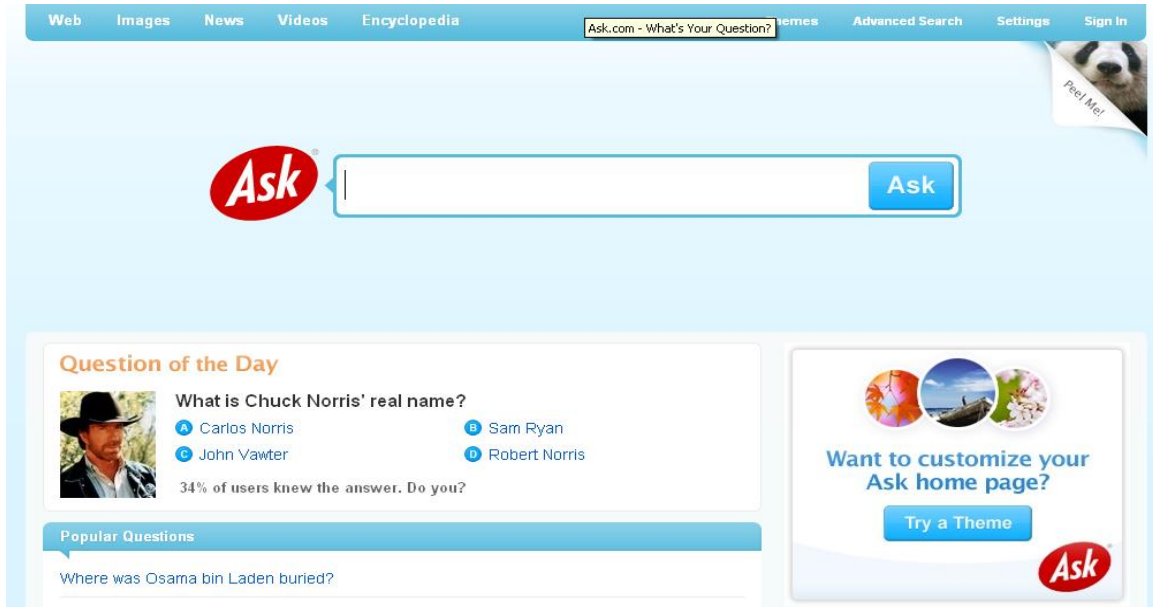 Web Images News Videos Encyclopedia Ask.com - What's Your Question? emes Advanced Search Settings Sign In
Peel Me!
Ask ® Ask
Question of the Day
What is Chuck Norris' real name?
A Carlos Norris B Sam Ryan
C John Vawter D Robert Norris
34% of users knew the answer. Do you?
Want to customize your
Ask home page?
Try a Theme
Ask
Popular Questions
Where was Osama bin Laden buried?